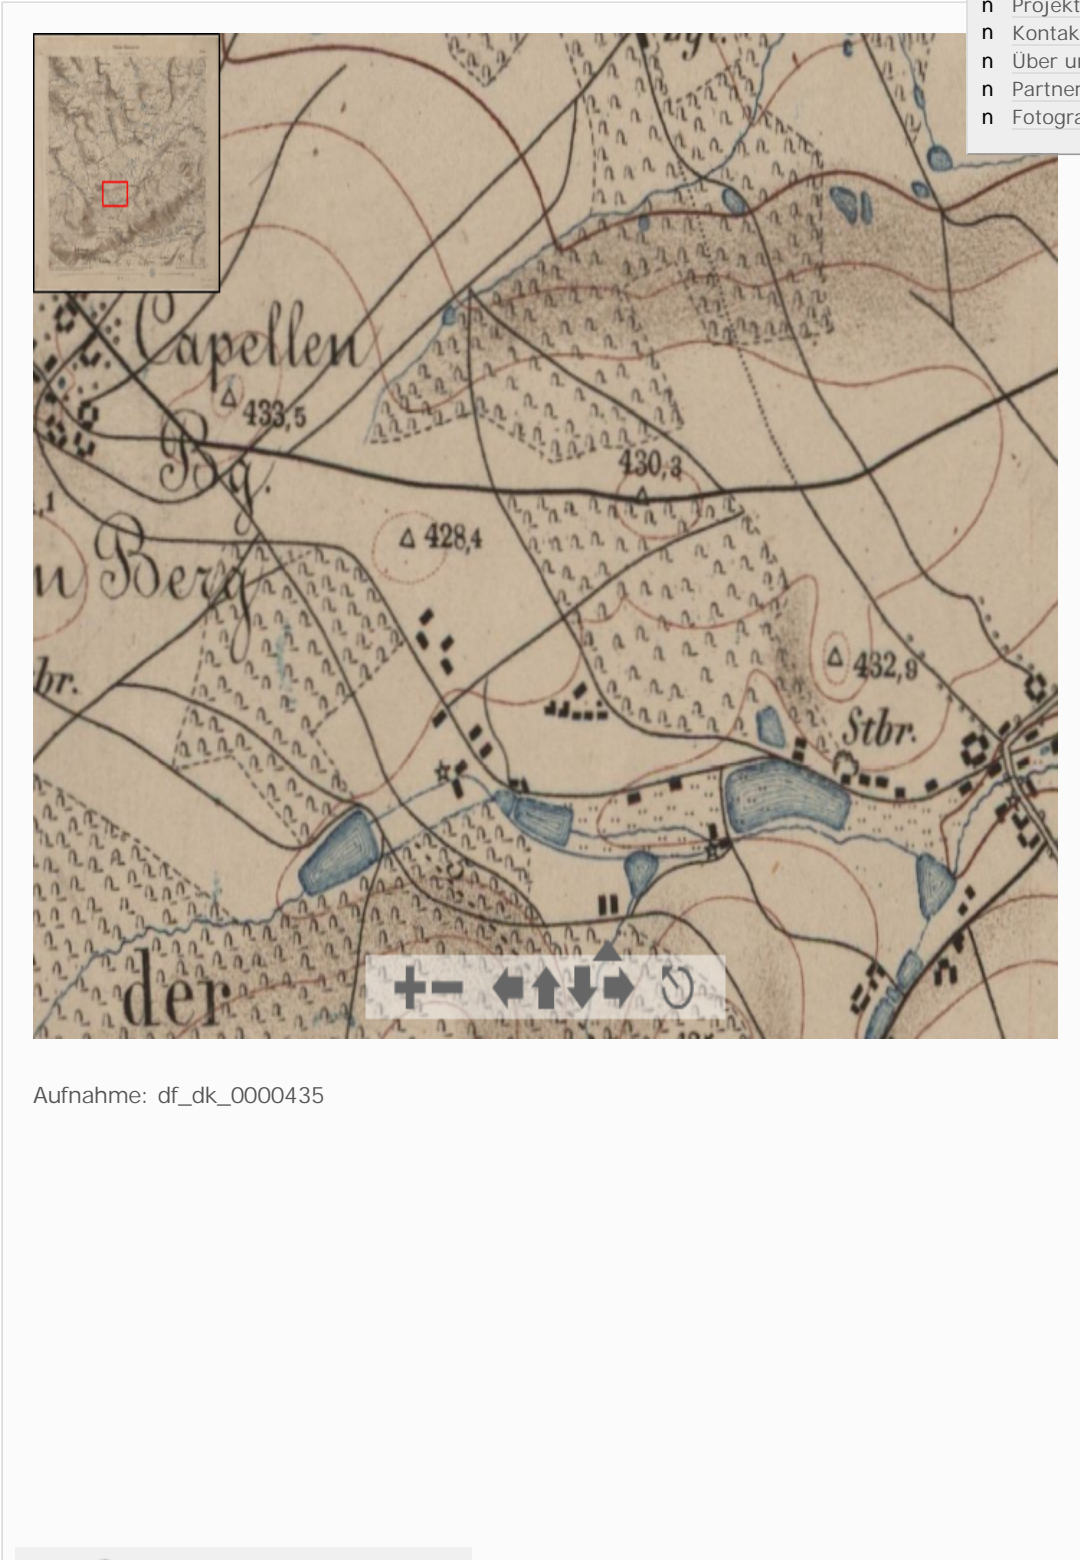 Projekt
Kontak
Über u
Partner
Fotogra
Capellen
433,5
Bg.
430,3
,1
428,4
n Berg
br.
432,9
Stbr.
der
Aufnahme: df_dk_0000435